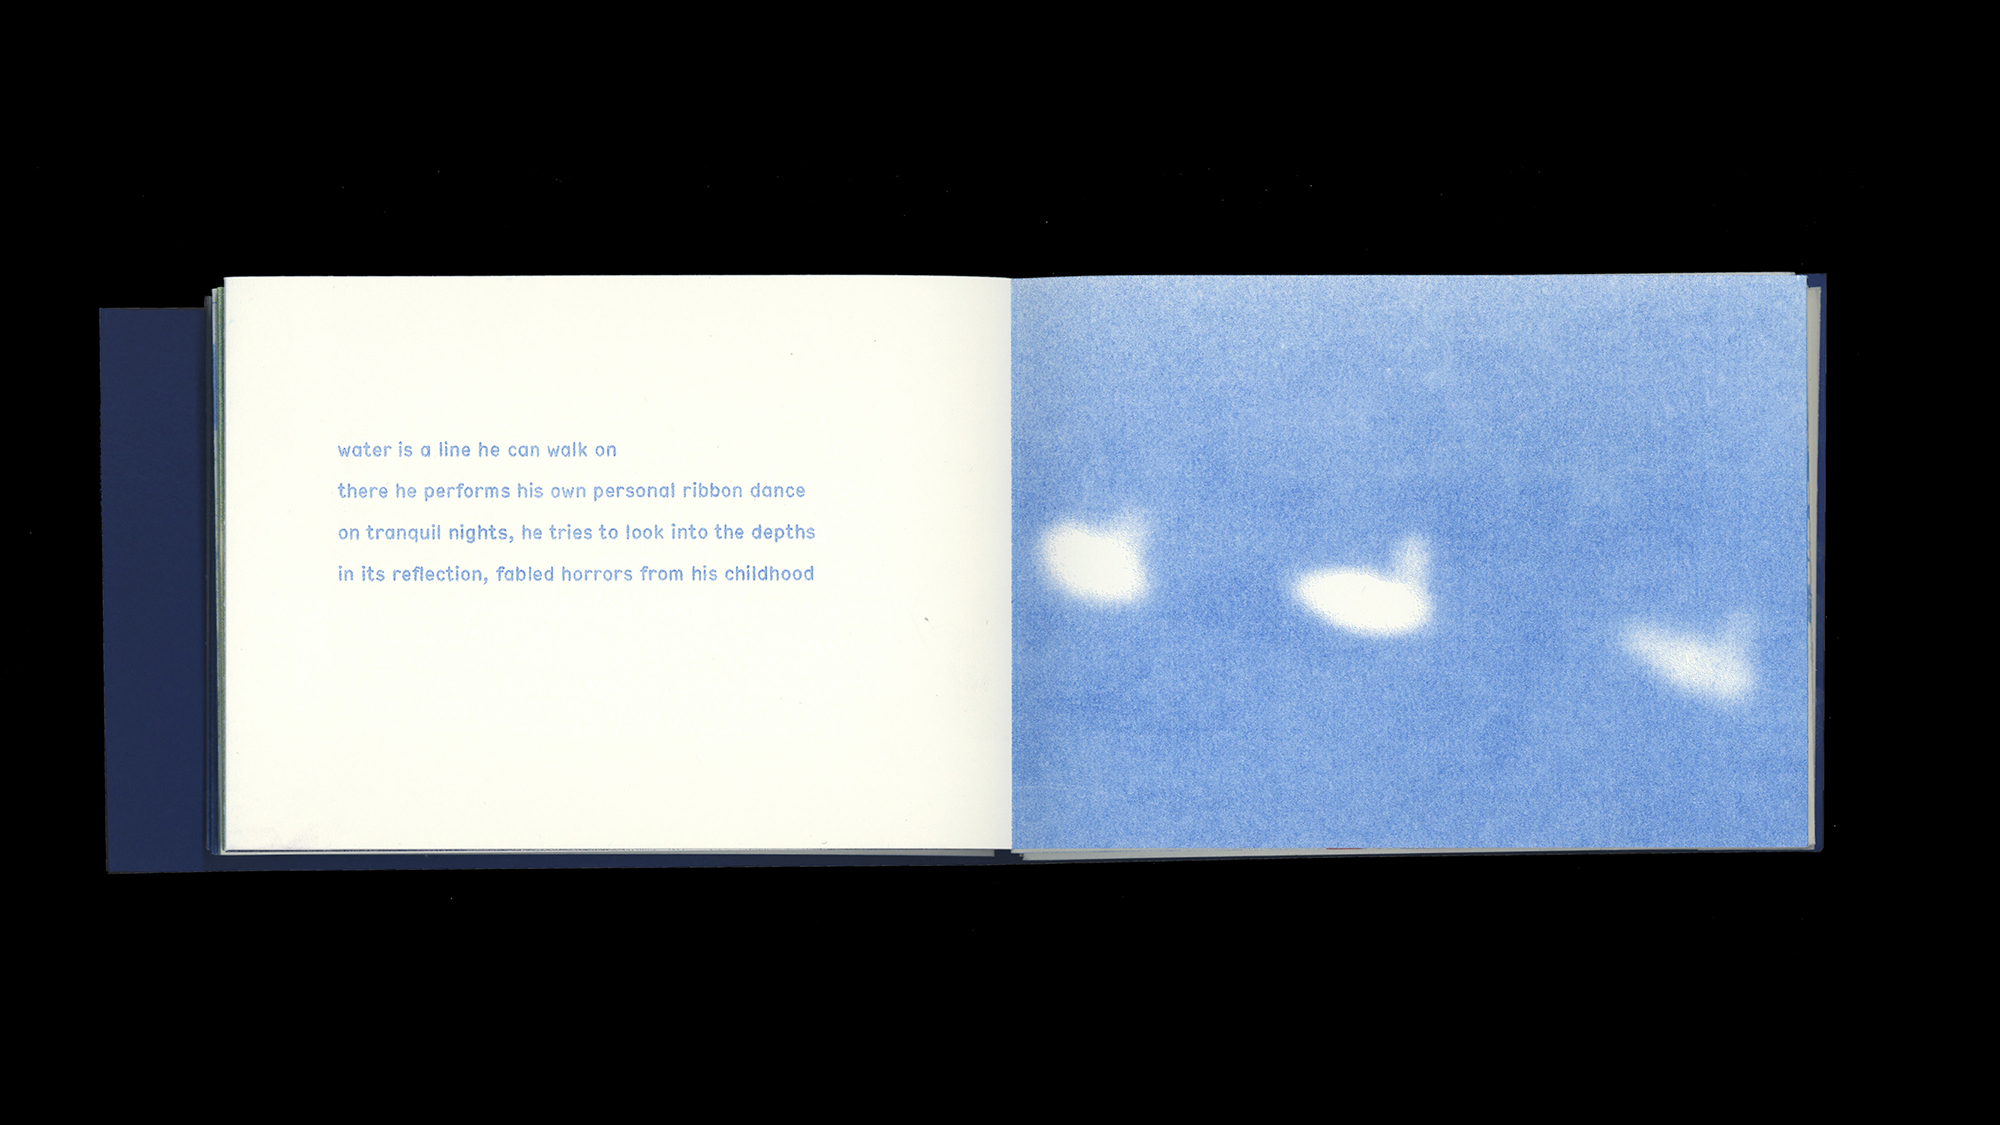 water is a line he can walk on
there he performs his own personal ribbon dance
on tranquil nights, he tries to look into the depths
in its reflection, fabled horrors from his childhood